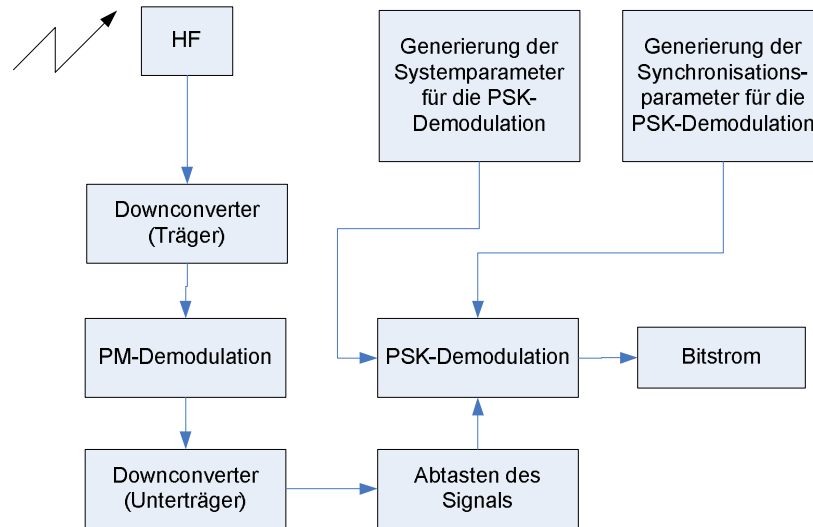 HF
Generierung der
Systemparameter
für die PSK-
Demodulation
Generierung der
Synchronisations-
parameter für die
PSK-Demodulation
Downconverter
(Träger)
PM-Demodulation
PSK-Demodulation
Bitstrom
Downconverter
(Unterträger)
Abtasten des
Signals